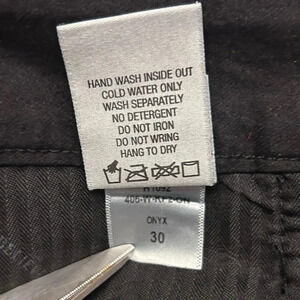 HAND WASH INSIDE OUT
COLD WATER ONLY
WASH SEPARATELY
NO DETERGENT
DO NOT IRON
DO NOT WRING
HANG TO DRY
ONYX
30